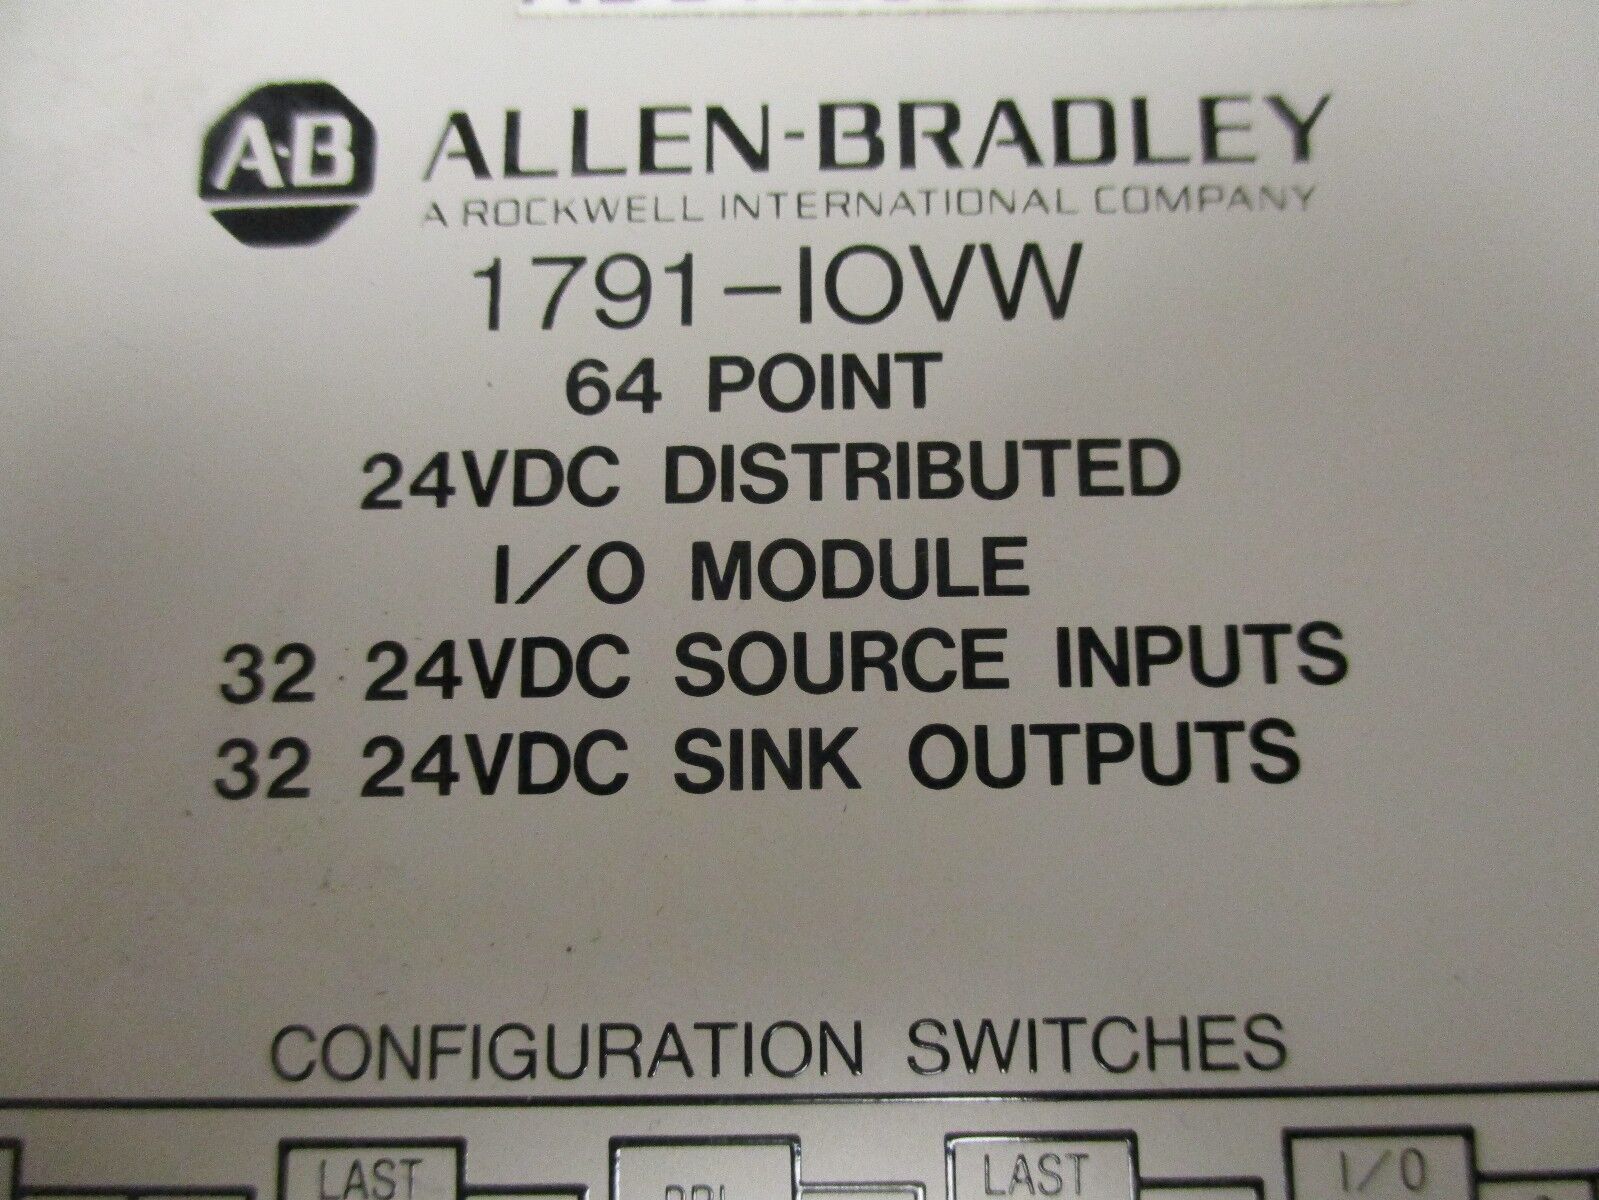 A-B ALLEN-BRADLEY
A ROCKWELL INTERNATIONAL COMPANY
1791-IOVW
64 POINT
24VDC DISTRIBUTED
I/O MODULE
32 24VDC SOURCE INPUTS
32 24VDC SINK OUTPUTS
CONFIGURATION SWITCHES
LAST LAST I/O